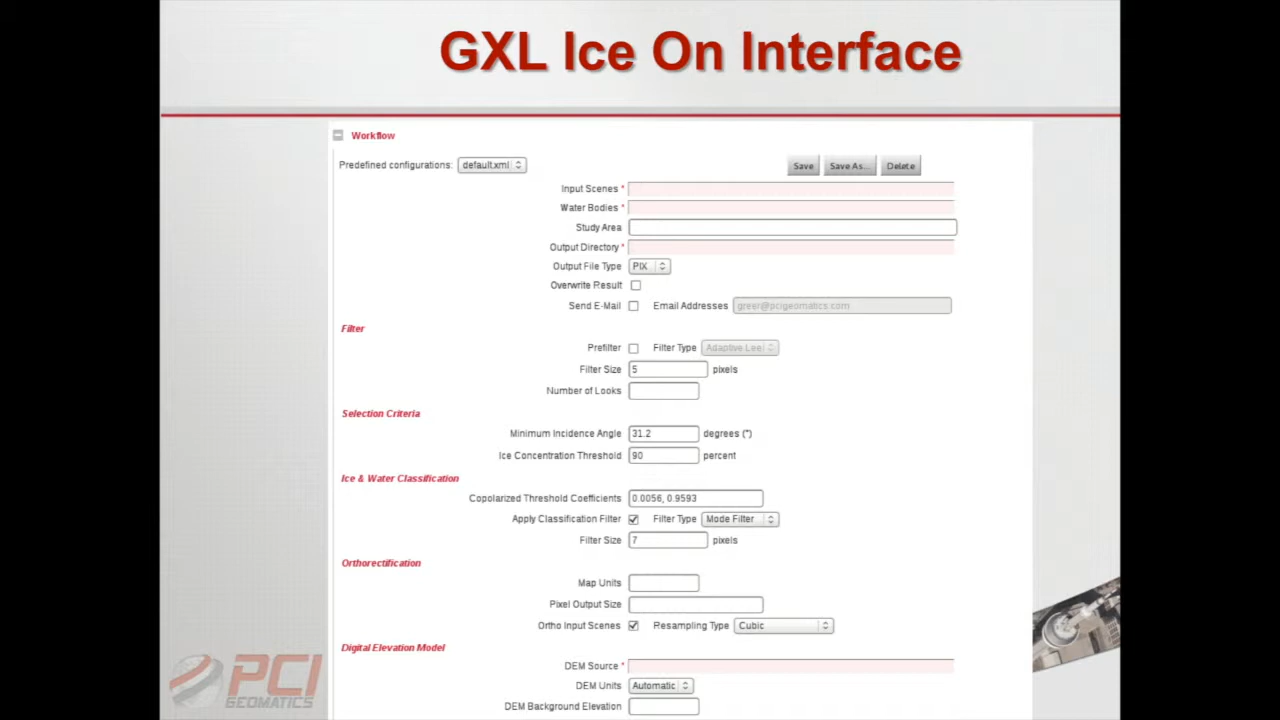 GXL Ice On Interface
Workflow
Predefined configurations: default.xml Save Save As... Delete
Input Scenes *
Water Bodies *
Study Area
Output Directory *
Output File Type PIX
Overwrite Result
Send E-Mail Email Addresses greer@pcigeomatics.com
Filter
Prefilter Filter Type Adaptive Lee
Filter Size 5 pixels
Number of Looks
Selection Criteria
Minimum Incidence Angle 31.2 degrees (°)
Ice Concentration Threshold 90 percent
Ice & Water Classification
Copolarized Threshold Coefficients 0.0056, 0.9593
Apply Classification Filter Filter Type Mode Filter
Filter Size 7 pixels
Orthorectification
Map Units
Pixel Output Size
Ortho Input Scenes Resampling Type Cubic
Digital Elevation Model
DEM Source *
DEM Units Automatic
DEM Background Elevation
PCI
GEOMATICS